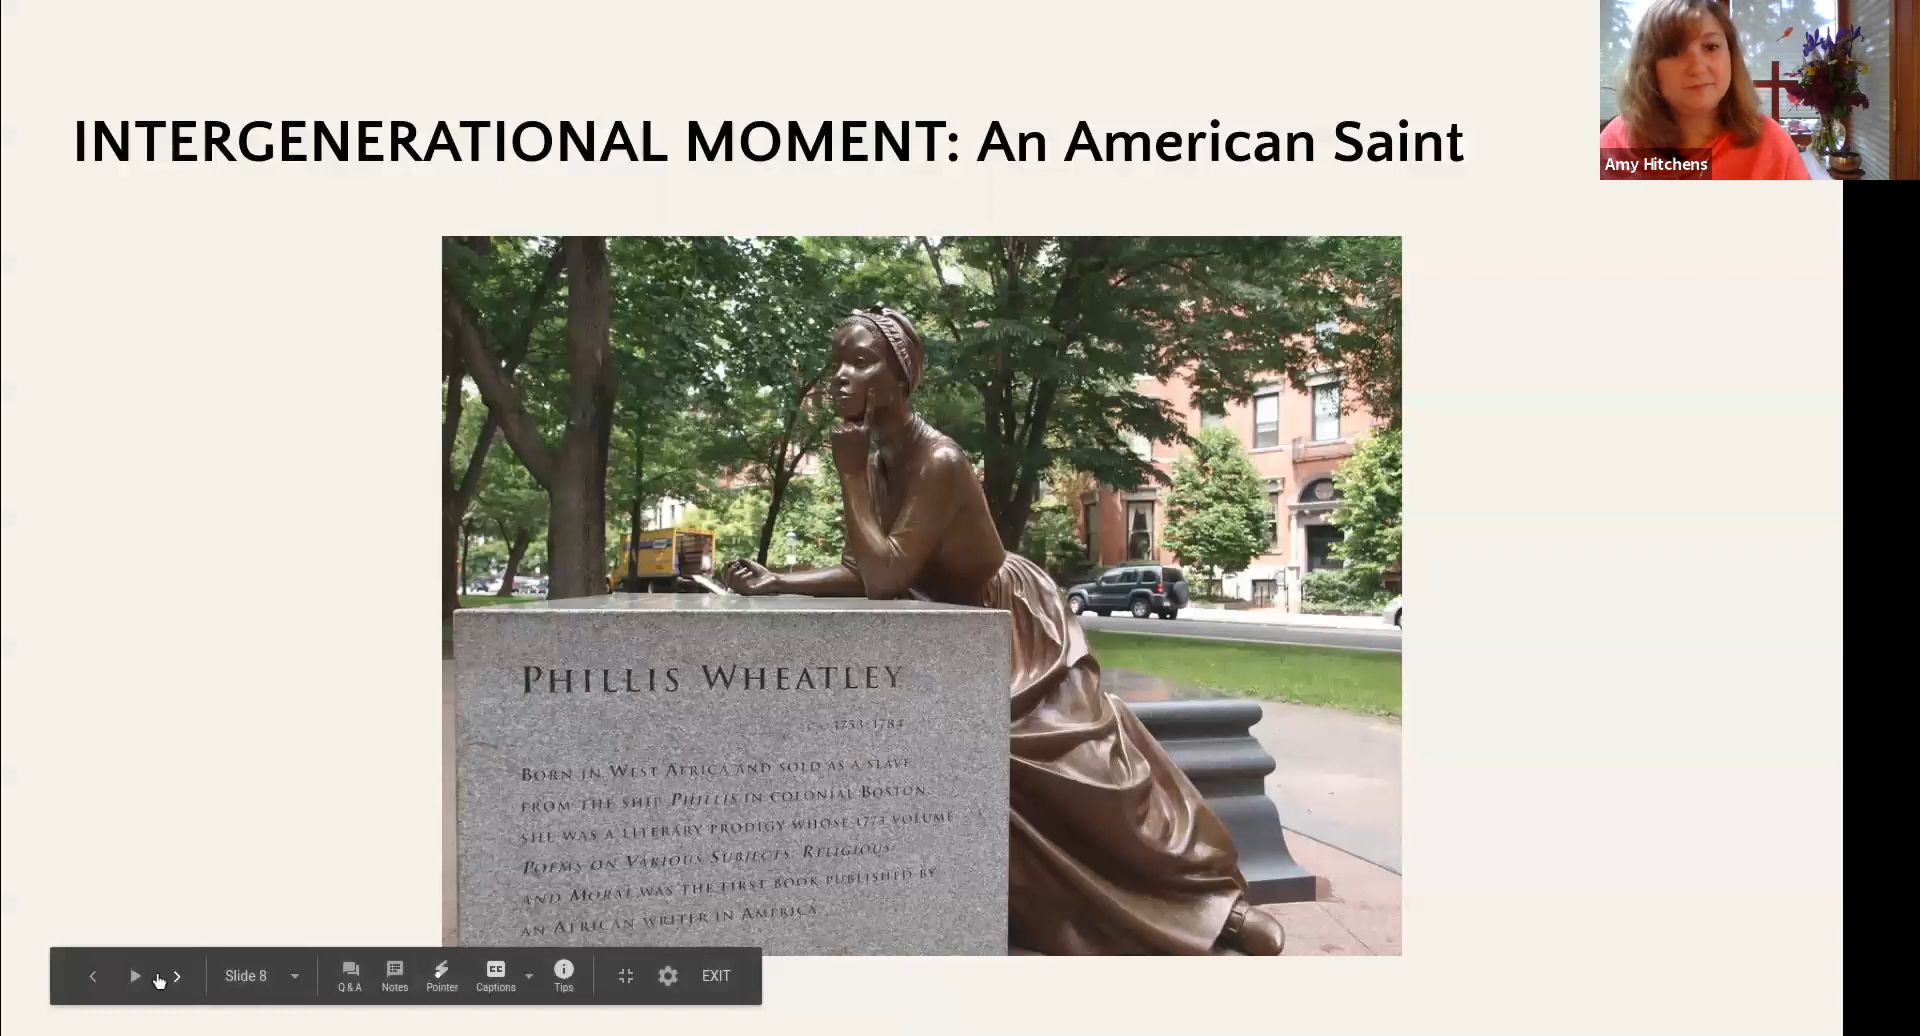 INTERGENERATIONAL MOMENT: An American Saint
Amy Hitchens
PHILLIS WHEATLEY
CA. 1753-1784
BORN IN WEST AFRICA AND SOLD AS A SLAVE
FROM THE SHIP PHILLIS IN COLONIAL BOSTON,
SHE WAS A LITERARY PRODIGY WHOSE 1773 VOLUME
POEMS ON VARIOUS SUBJECTS, RELIGIOUS
AND MORAL WAS THE FIRST BOOK PUBLISHED BY
AN AFRICAN WRITER IN AMERICA.
Slide 8
Q & A
Notes
Pointer
CC
Captions
Tips
EXIT